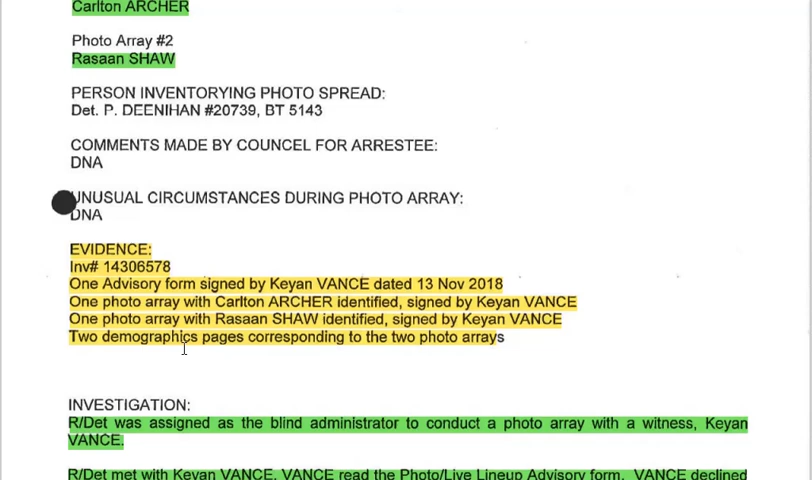 Carlton ARCHER
Photo Array #2
Rasaan SHAW
PERSON INVENTORYING PHOTO SPREAD:
Det. P. DEENIHAN #20739, BT 5143
COMMENTS MADE BY COUNCEL FOR ARRESTEE:
DNA
UNUSUAL CIRCUMSTANCES DURING PHOTO ARRAY:
DNA
EVIDENCE:
Inv# 14306578
One Advisory form signed by Keyan VANCE dated 13 Nov 2018
One photo array with Carlton ARCHER identified, signed by Keyan VANCE
One photo array with Rasaan SHAW identified, signed by Keyan VANCE
Two demographics pages corresponding to the two photo arrays
INVESTIGATION:
R/Det was assigned as the blind administrator to conduct a photo array with a witness, Keyan
VANCE.
R/Det met with Keyan VANCE. VANCE read the Photo/Live Lineup Advisory form. VANCE declined